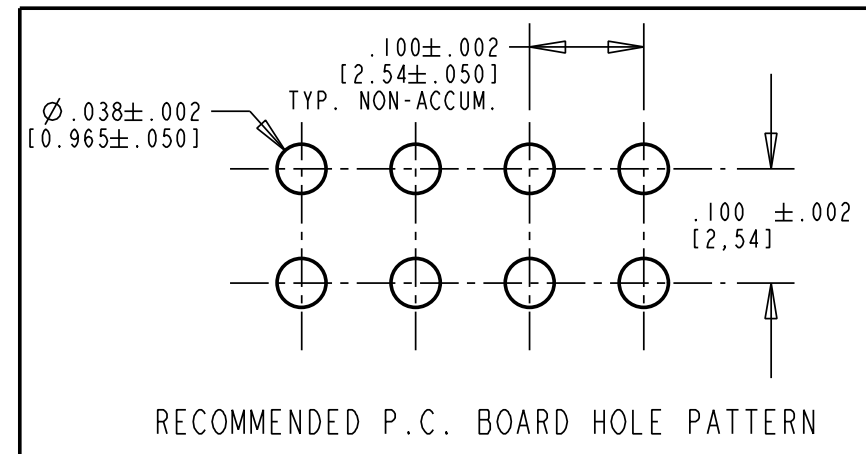 .100±.002
[2.54±.050]
TYP. NON-ACCUM.
Ø.038±.002
[0.965±.050]
.100 ±.002
[2,54]
RECOMMENDED P.C. BOARD HOLE PATTERN